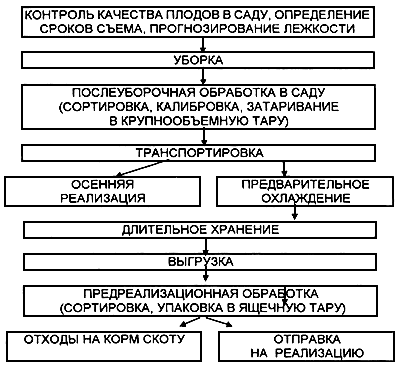 КОНТРОЛЬ КАЧЕСТВА ПЛОДОВ В САДУ, ОПРЕДЕЛЕНИЕ
СРОКОВ СЪЕМА, ПРОГНОЗИРОВАНИЕ ЛЕЖКОСТИ
УБОРКА
ПОСЛЕУБОРОЧНАЯ ОБРАБОТКА В САДУ
(СОРТИРОВКА, КАЛИБРОВКА, ЗАТАРИВАНИЕ
В КРУПНООБЪЕМНУЮ ТАРУ)
ТРАНСПОРТИРОВКА
ОСЕННЯЯ
РЕАЛИЗАЦИЯ
ПРЕДВАРИТЕЛЬНОЕ
ОХЛАЖДЕНИЕ
ДЛИТЕЛЬНОЕ ХРАНЕНИЕ
ВЫГРУЗКА
ПРЕДРЕАЛИЗАЦИОННАЯ ОБРАБОТКА
(СОРТИРОВКА, УПАКОВКА В ЯЩЕЧНУЮ ТАРУ)
ОТХОДЫ НА КОРМ СКОТУ
ОТПРАВКА
НА РЕАЛИЗАЦИЮ